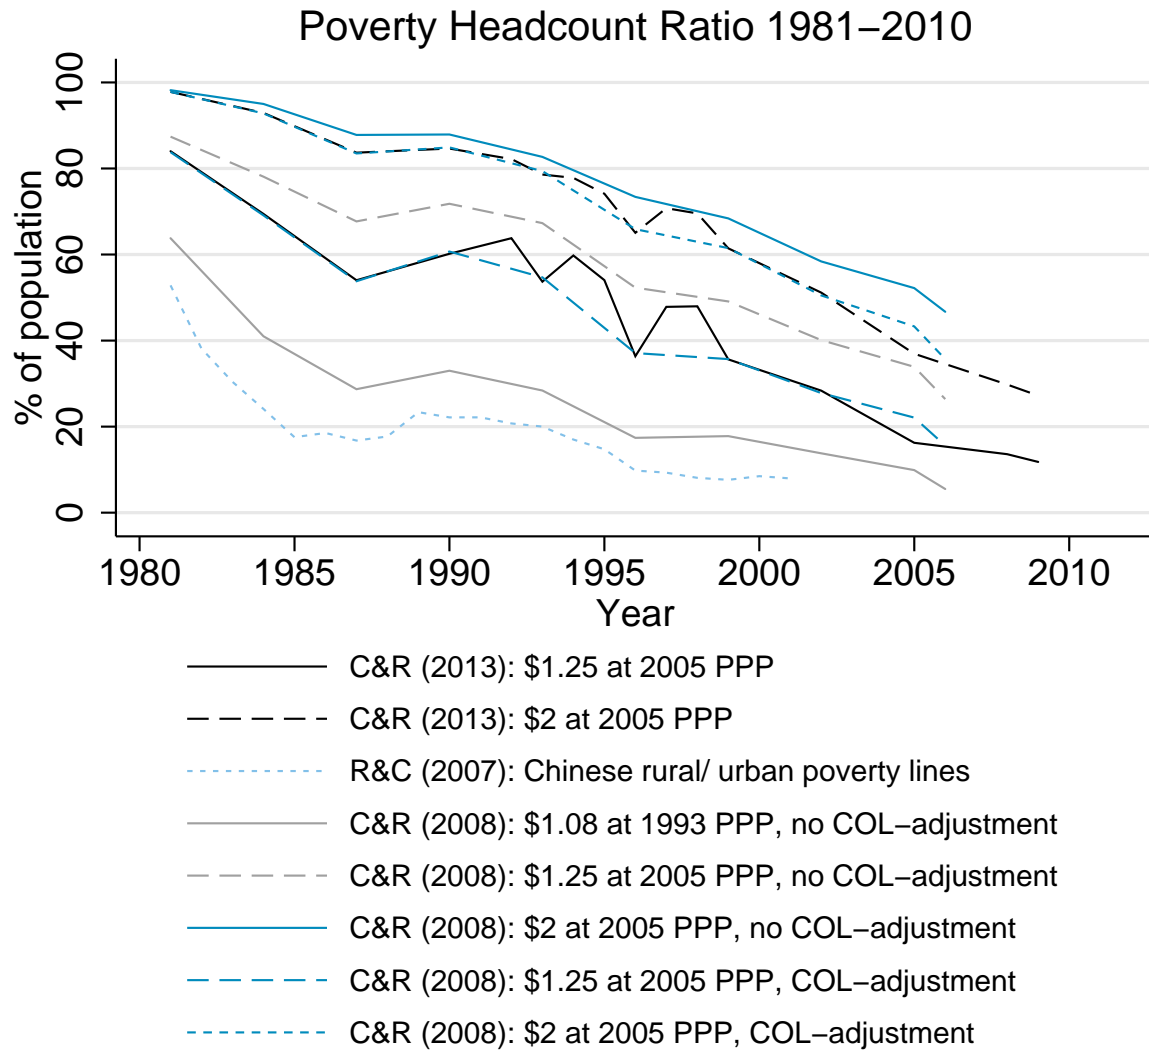 Poverty Headcount Ratio 1981–2010
% of population
100
80
60
40
20
0
1980 1985 1990 1995 2000 2005 2010
Year
C&R (2013): $1.25 at 2005 PPP
C&R (2013): $2 at 2005 PPP
R&C (2007): Chinese rural/ urban poverty lines
C&R (2008): $1.08 at 1993 PPP, no COL–adjustment
C&R (2008): $1.25 at 2005 PPP, no COL–adjustment
C&R (2008): $2 at 2005 PPP, no COL–adjustment
C&R (2008): $1.25 at 2005 PPP, COL–adjustment
C&R (2008): $2 at 2005 PPP, COL–adjustment